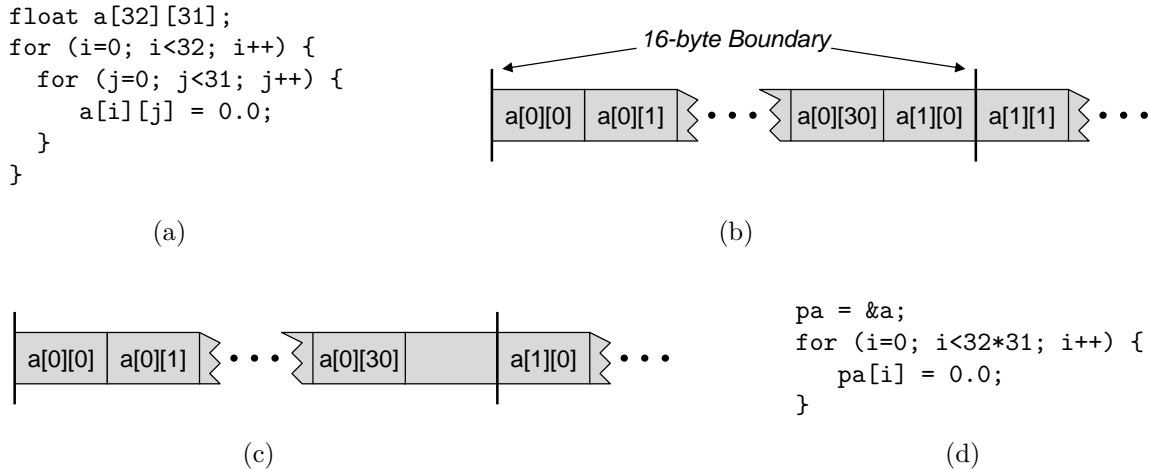 float a[32][31];
for (i=0; i<32; i++) {
for (j=0; j<31; j++) {
a[i][j] = 0.0;
}
}
(a)
16-byte Boundary
a[0][0] a[0][1] • • • a[0][30] a[1][0] a[1][1] • • •
(b)
a[0][0] a[0][1] • • • a[0][30] a[1][0] • • •
(c)
pa = &a;
for (i=0; i<32*31; i++) {
pa[i] = 0.0;
}
(d)